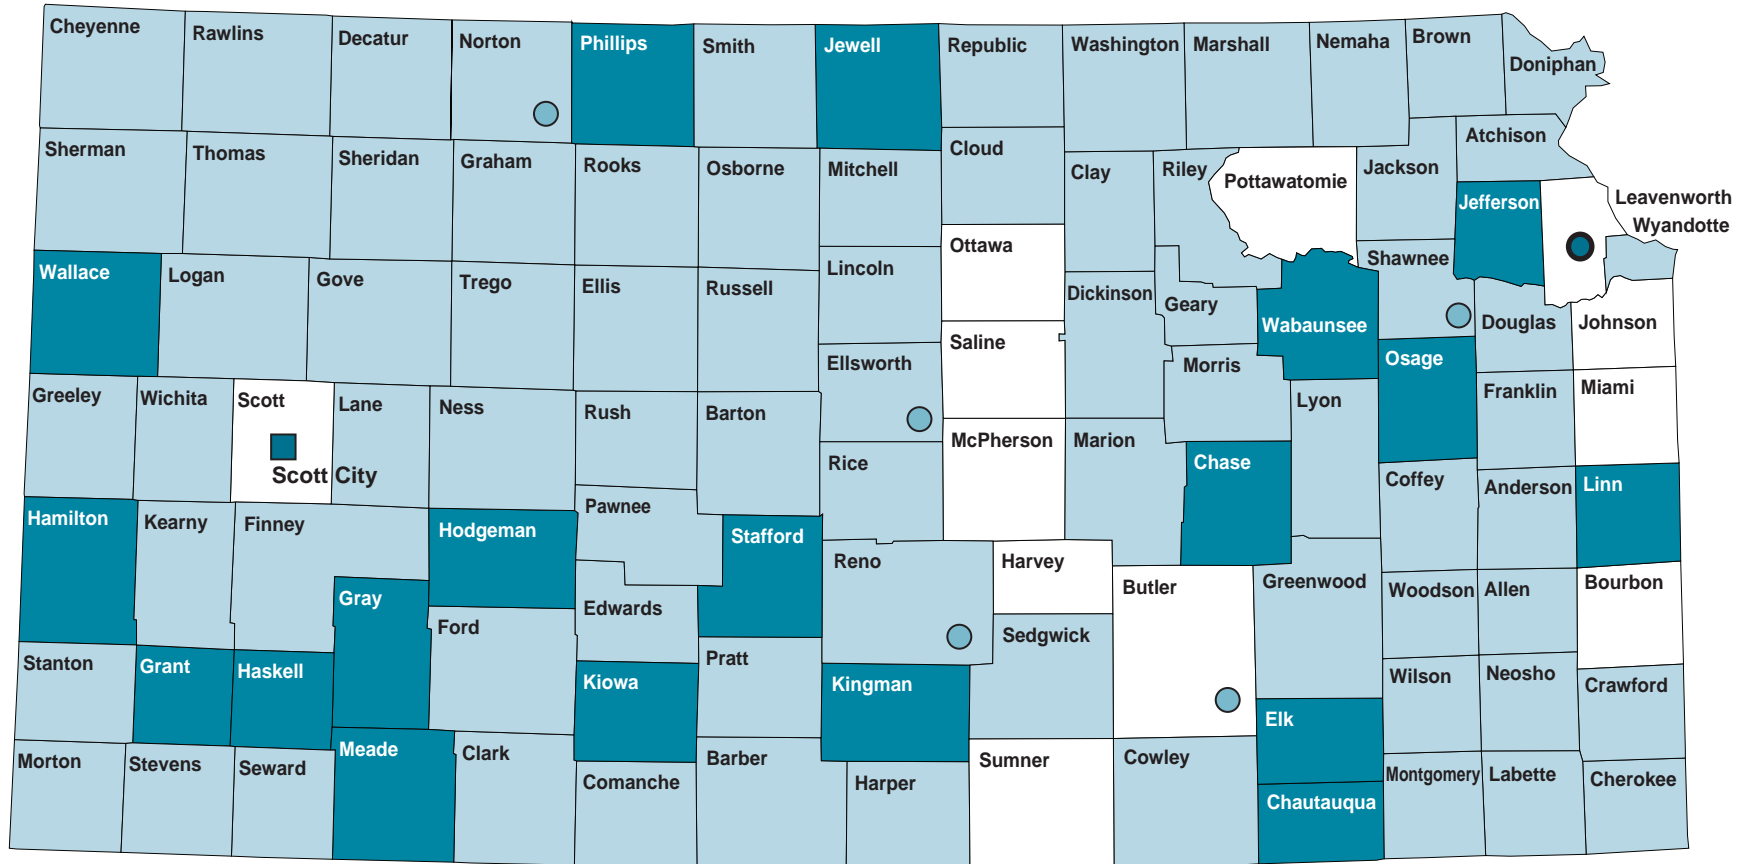 Cheyenne
Rawlins
Decatur
Norton
Phillips
Smith
Jewell
Republic
Washington
Marshall
Nemaha
Brown
Doniphan
Sherman
Thomas
Sheridan
Graham
Rooks
Osborne
Mitchell
Cloud
Clay
Riley
Pottawatomie
Jackson
Atchison
Jefferson
Leavenworth
Wyandotte
Wallace
Logan
Gove
Trego
Ellis
Russell
Lincoln
Ottawa
Dickinson
Geary
Wabaunsee
Shawnee
Douglas
Johnson
Greeley
Wichita
Scott
Scott City
Lane
Ness
Rush
Barton
Ellsworth
Saline
Morris
Lyon
Osage
Franklin
Miami
Rice
McPherson
Marion
Chase
Coffey
Anderson
Linn
Hamilton
Kearny
Finney
Hodgeman
Pawnee
Stafford
Reno
Harvey
Butler
Greenwood
Woodson
Allen
Bourbon
Gray
Ford
Edwards
Sedgwick
Stanton
Grant
Haskell
Kiowa
Pratt
Kingman
Elk
Wilson
Neosho
Crawford
Morton
Stevens
Seward
Meade
Clark
Comanche
Barber
Harper
Sumner
Cowley
Chautauqua
Montgomery
Labette
Cherokee